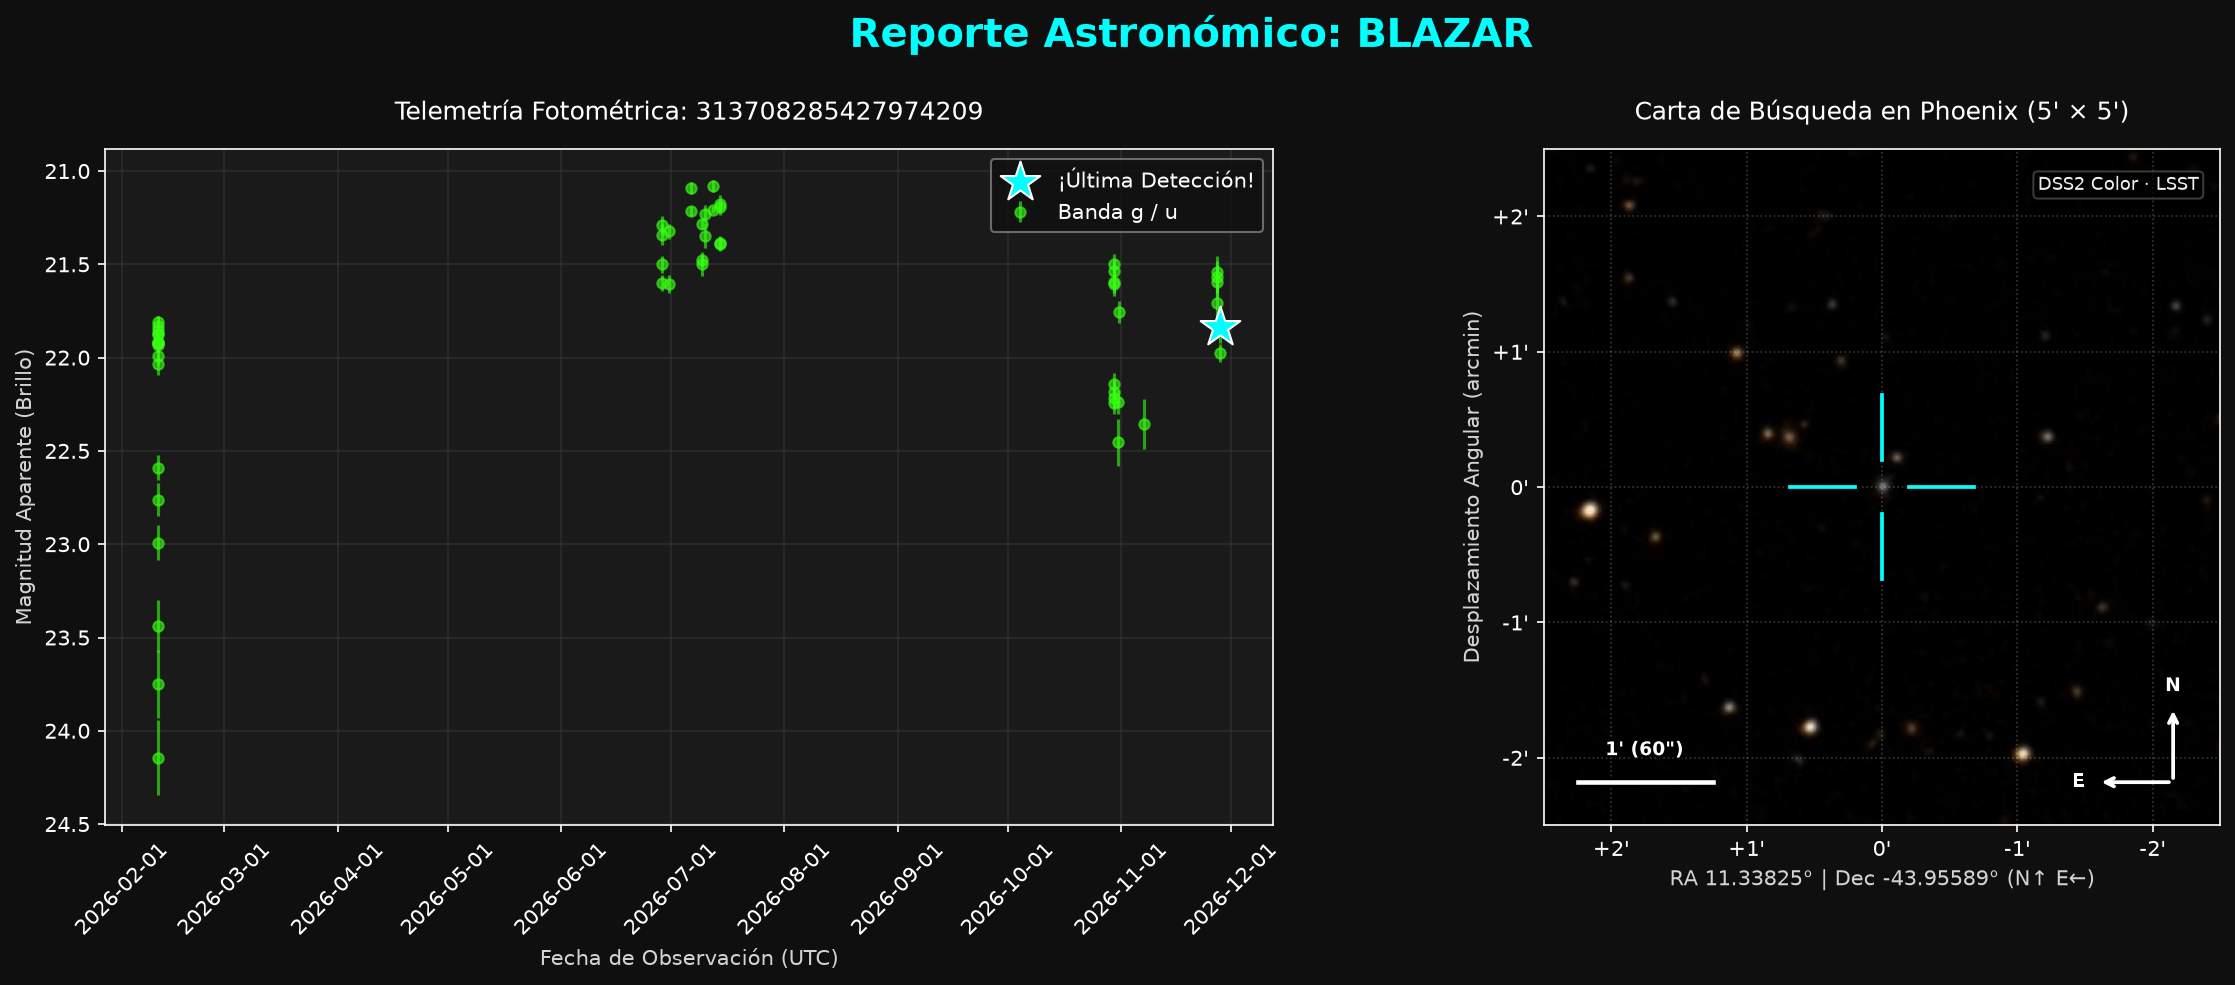 Reporte Astronómico: BLAZAR
Telemetría Fotométrica: 313708285427974209
Magnitud Aparente (Brillo)
21.0
21.5
22.0
22.5
23.0
23.5
24.0
24.5
¡Última Detección!
Banda g / u
2026-02-01
2026-03-01
2026-04-01
2026-05-01
2026-06-01
2026-07-01
2026-08-01
2026-09-01
2026-10-01
2026-11-01
2026-12-01
Fecha de Observación (UTC)
Carta de Búsqueda en Phoenix (5' × 5')
DSS2 Color · LSST
Desplazamiento Angular (arcmin)
+2'
+1'
0'
-1'
-2'
1' (60")
N
E
+2'
+1'
0'
-1'
-2'
RA 11.33825° | Dec -43.95589° (N↑ E←)